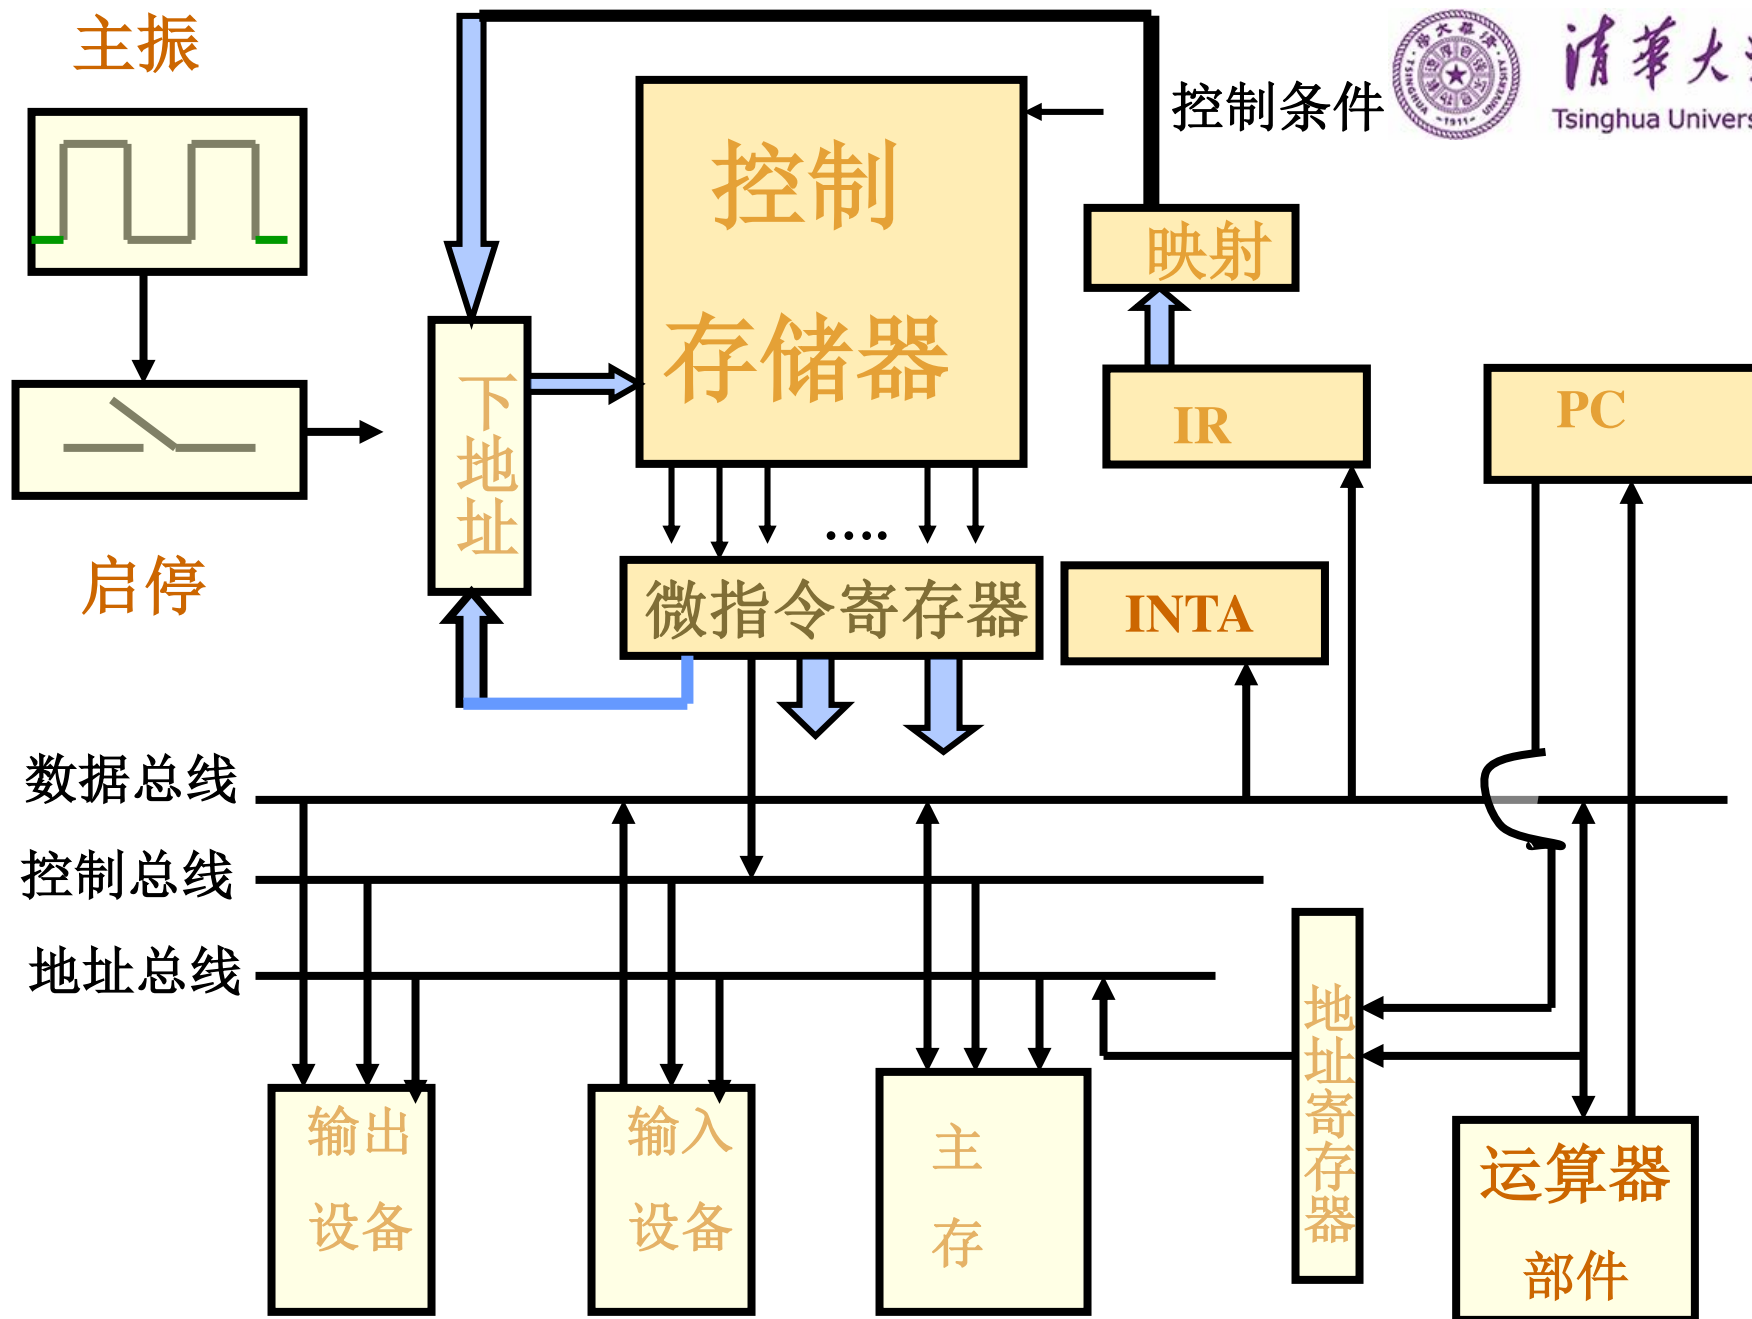 主振
控制条件
清华大
Tsinghua Univers
控制
存储器
映射
下地址
IR
PC
启停
....
微指令寄存器
INTA
数据总线
控制总线
地址总线
地址寄存器
输出
设备
输入
设备
主
存
运算器
部件